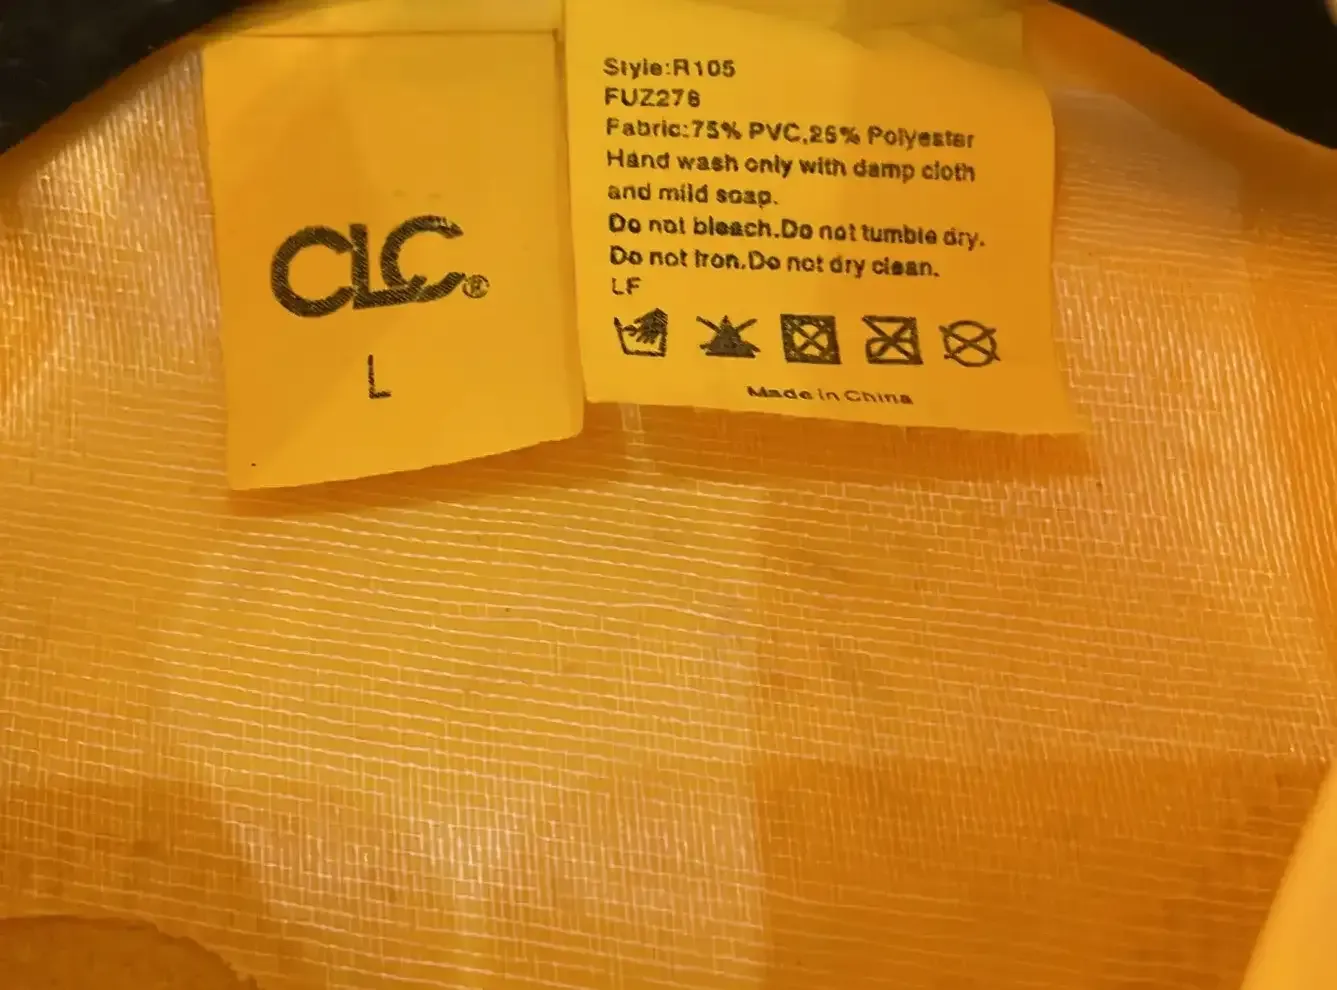 CLC®
L
Style:R105
FUZ276
Fabric:75% PVC,25% Polyester
Hand wash only with damp cloth
and mild soap.
Do not bleach.Do not tumble dry.
Do not Iron.Do not dry clean.
LF
Made in China